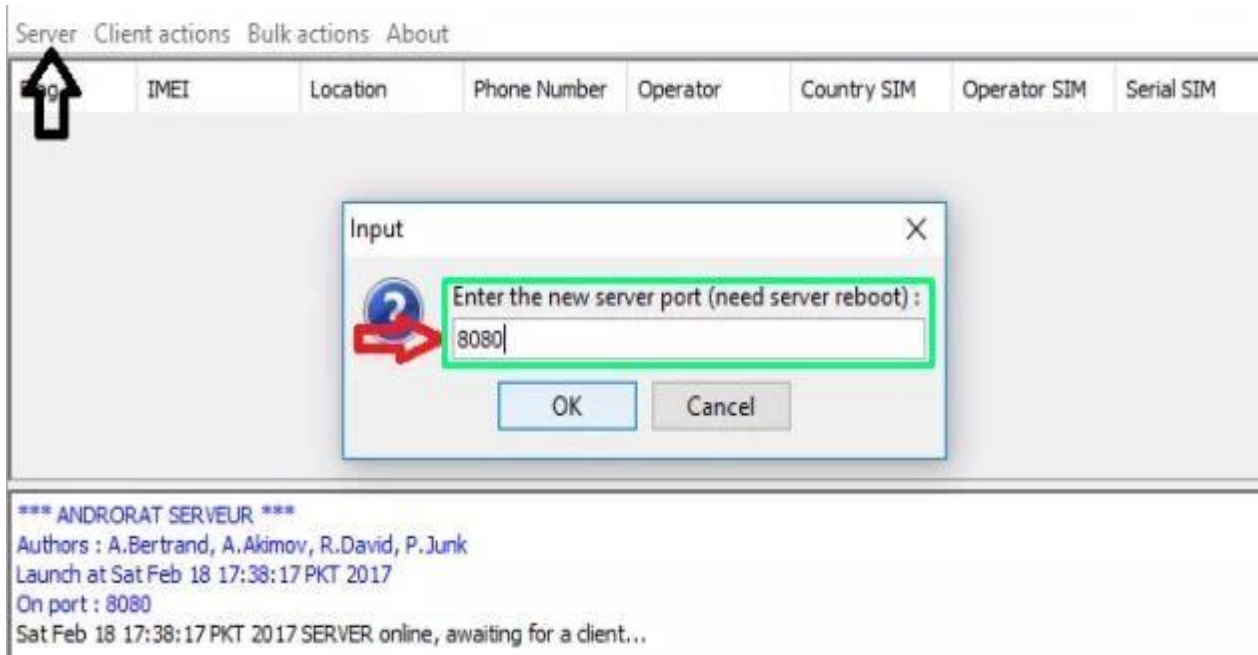 Server Client actions Bulk actions About
IMEI Location Phone Number Operator Country SIM Operator SIM Serial SIM
Input
Enter the new server port (need server reboot) :
8080
OK Cancel
*** ANDRORAT SERVEUR ***
Authors : A.Bertrand, A.Akimov, R.David, P.Junk
Launch at Sat Feb 18 17:38:17 PKT 2017
On port : 8080
Sat Feb 18 17:38:17 PKT 2017 SERVER online, awaiting for a client...